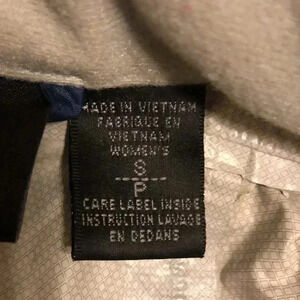 MADE IN VIETNAM
FABRIQUE EN
VIETNAM
WOMEN'S
S
P
CARE LABEL INSIDE
INSTRUCTION LAVAGE
EN DEDANS